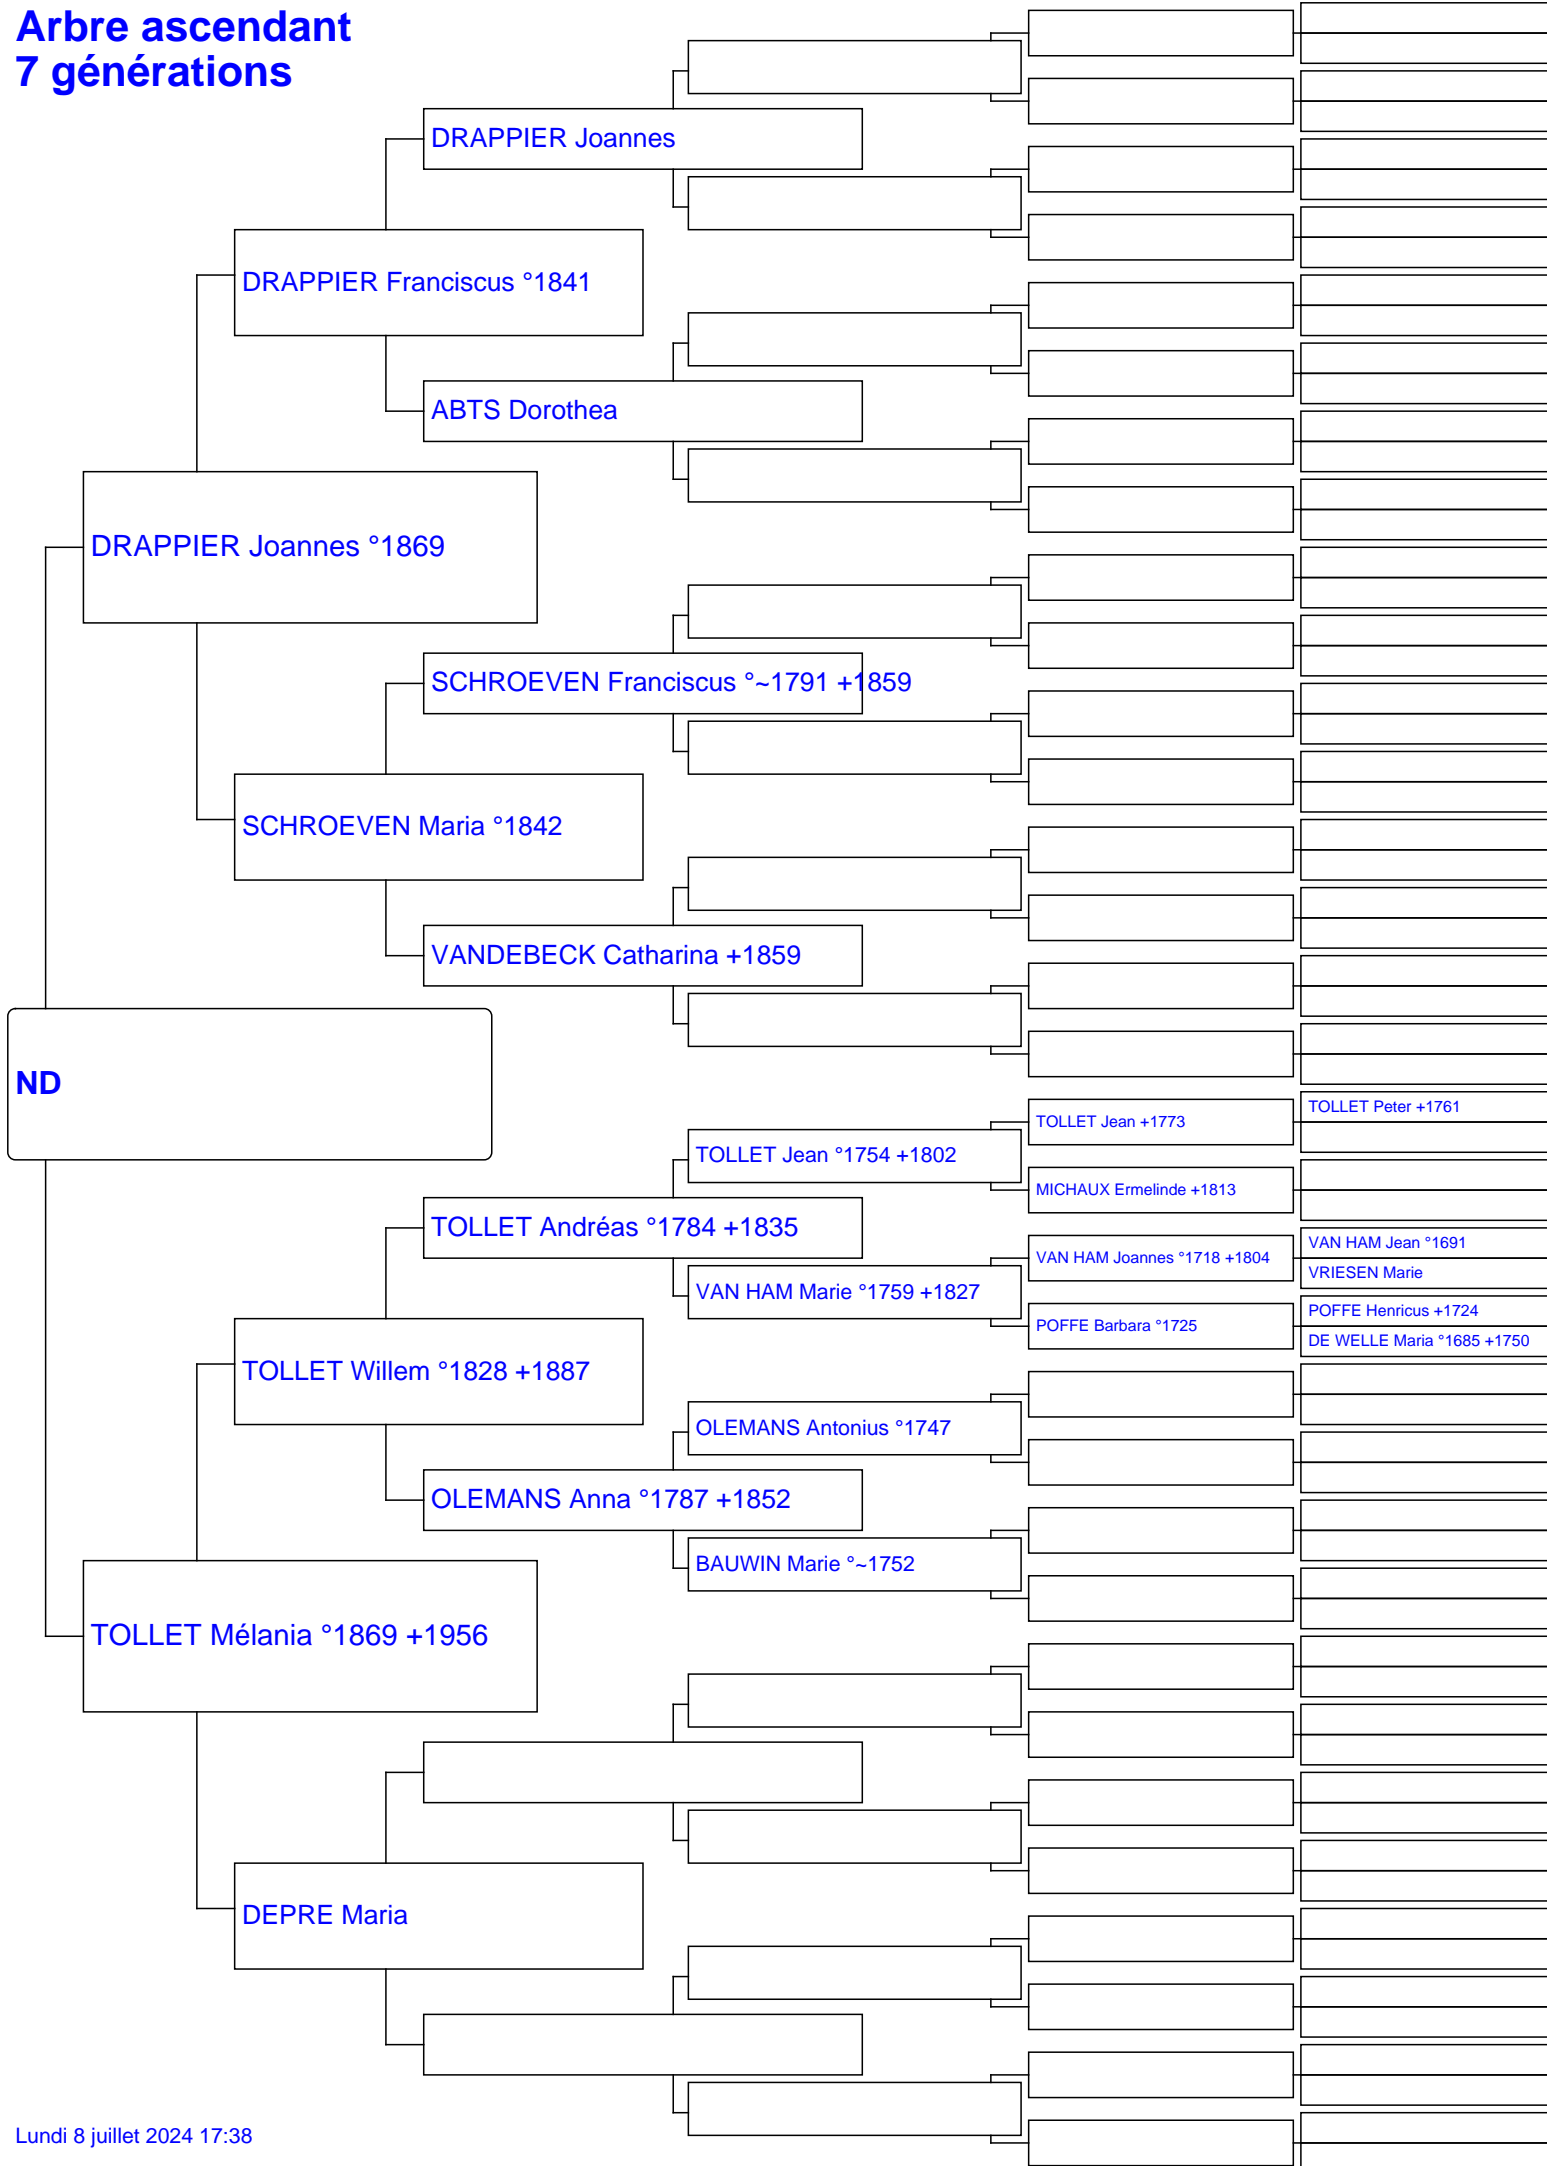 Arbre ascendant
7 générations
DRAPPIER Joannes
DRAPPIER Franciscus °1841
ABTS Dorothea
DRAPPIER Joannes °1869
SCHROEVEN Franciscus °~1791 +1859
SCHROEVEN Maria °1842
VANDEBECK Catharina +1859
ND
TOLLET Peter +1761
TOLLET Jean +1773
TOLLET Jean °1754 +1802
MICHAUX Ermelinde +1813
TOLLET Andréas °1784 +1835
VAN HAM Jean °1691
VAN HAM Joannes °1718 +1804
VRIESEN Marie
VAN HAM Marie °1759 +1827
POFFE Henricus +1724
POFFE Barbara °1725
DE WELLE Maria °1685 +1750
TOLLET Willem °1828 +1887
OLEMANS Antonius °1747
OLEMANS Anna °1787 +1852
BAUWIN Marie °~1752
TOLLET Mélania °1869 +1956
DEPRE Maria
Lundi 8 juillet 2024 17:38